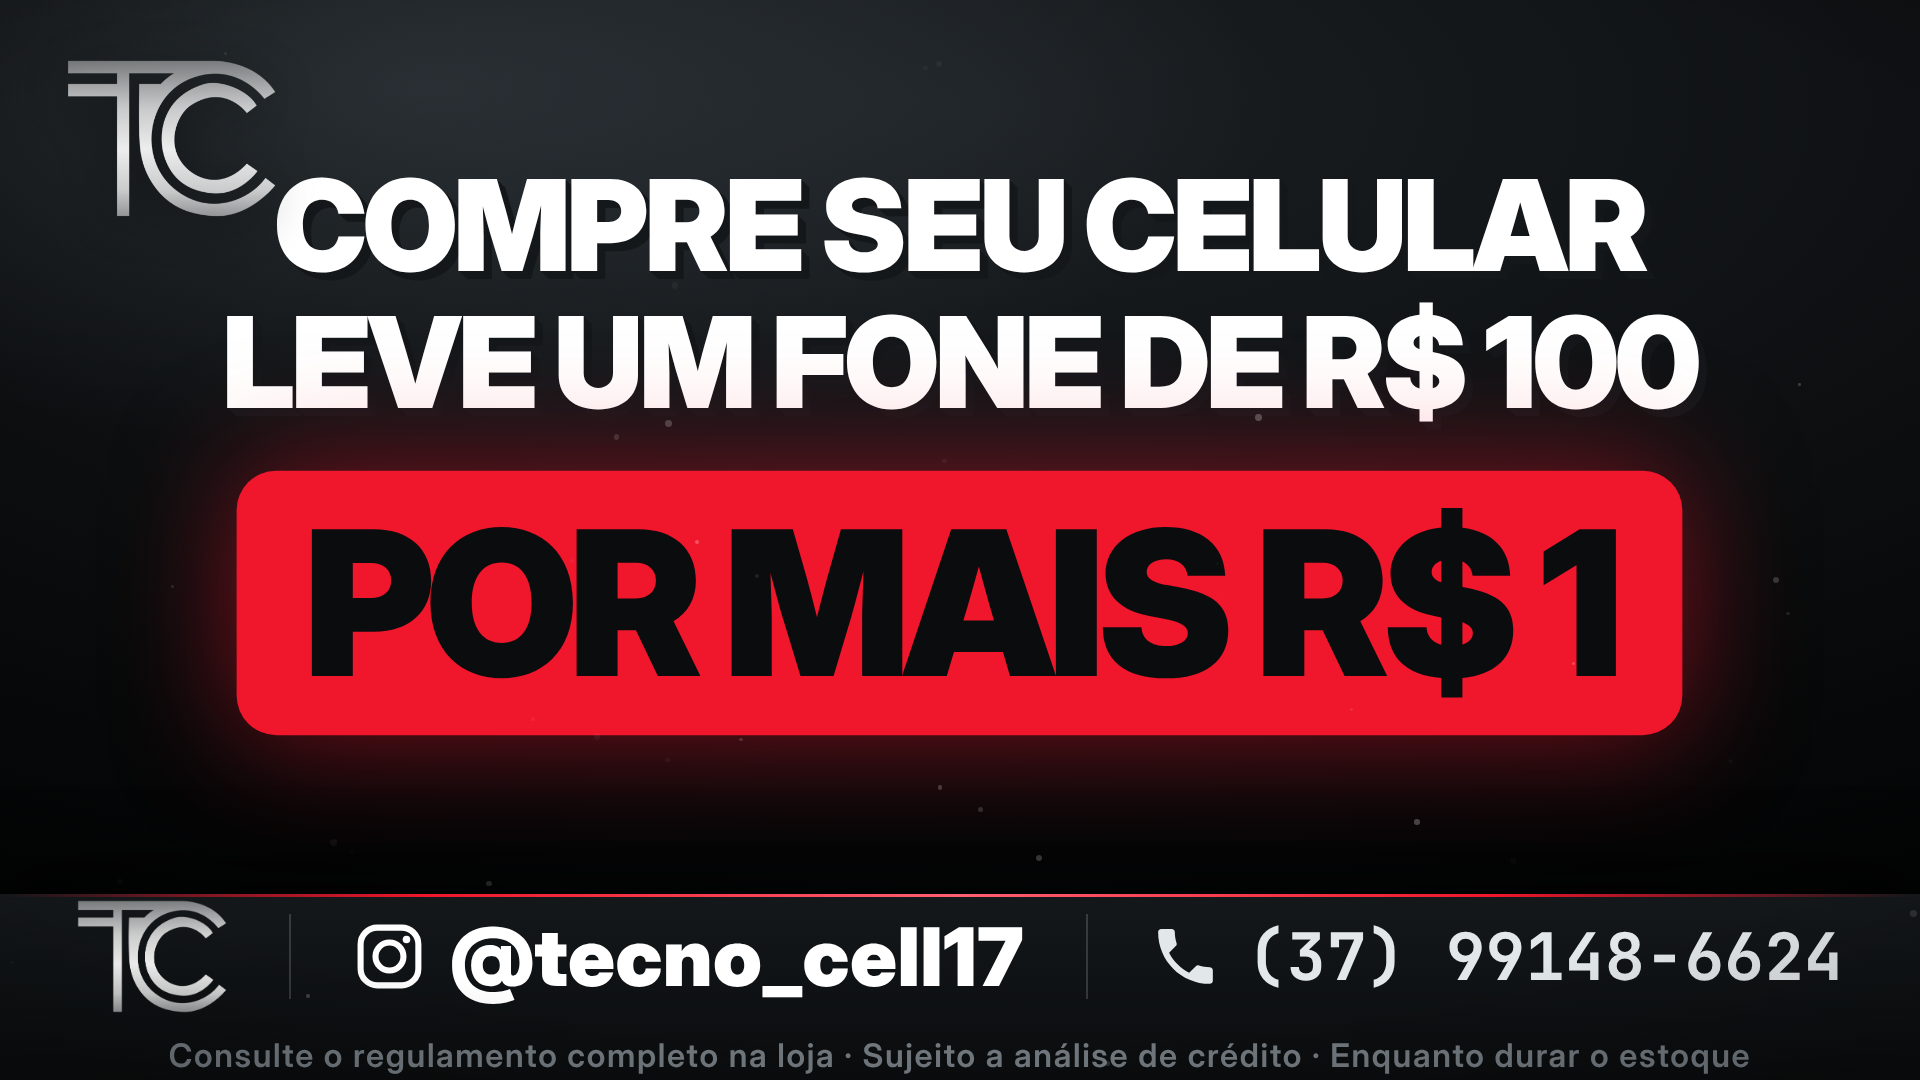 TC
COMPRE SEU CELULAR
LEVE UM FONE DE R$ 100
POR MAIS R$ 1
TC
@tecno_cell17
(37) 99148-6624
Consulte o regulamento completo na loja · Sujeito a análise de crédito · Enquanto durar o estoque